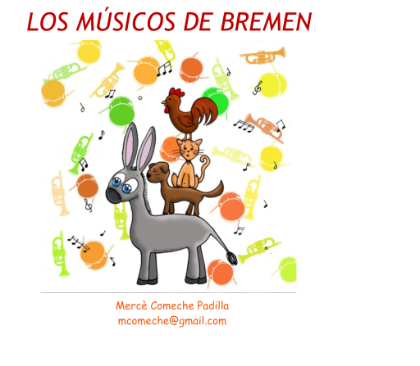 LOS MÚSICOS DE BREMEN
Mercè Comeche Padilla
mcomeche@gmail.com